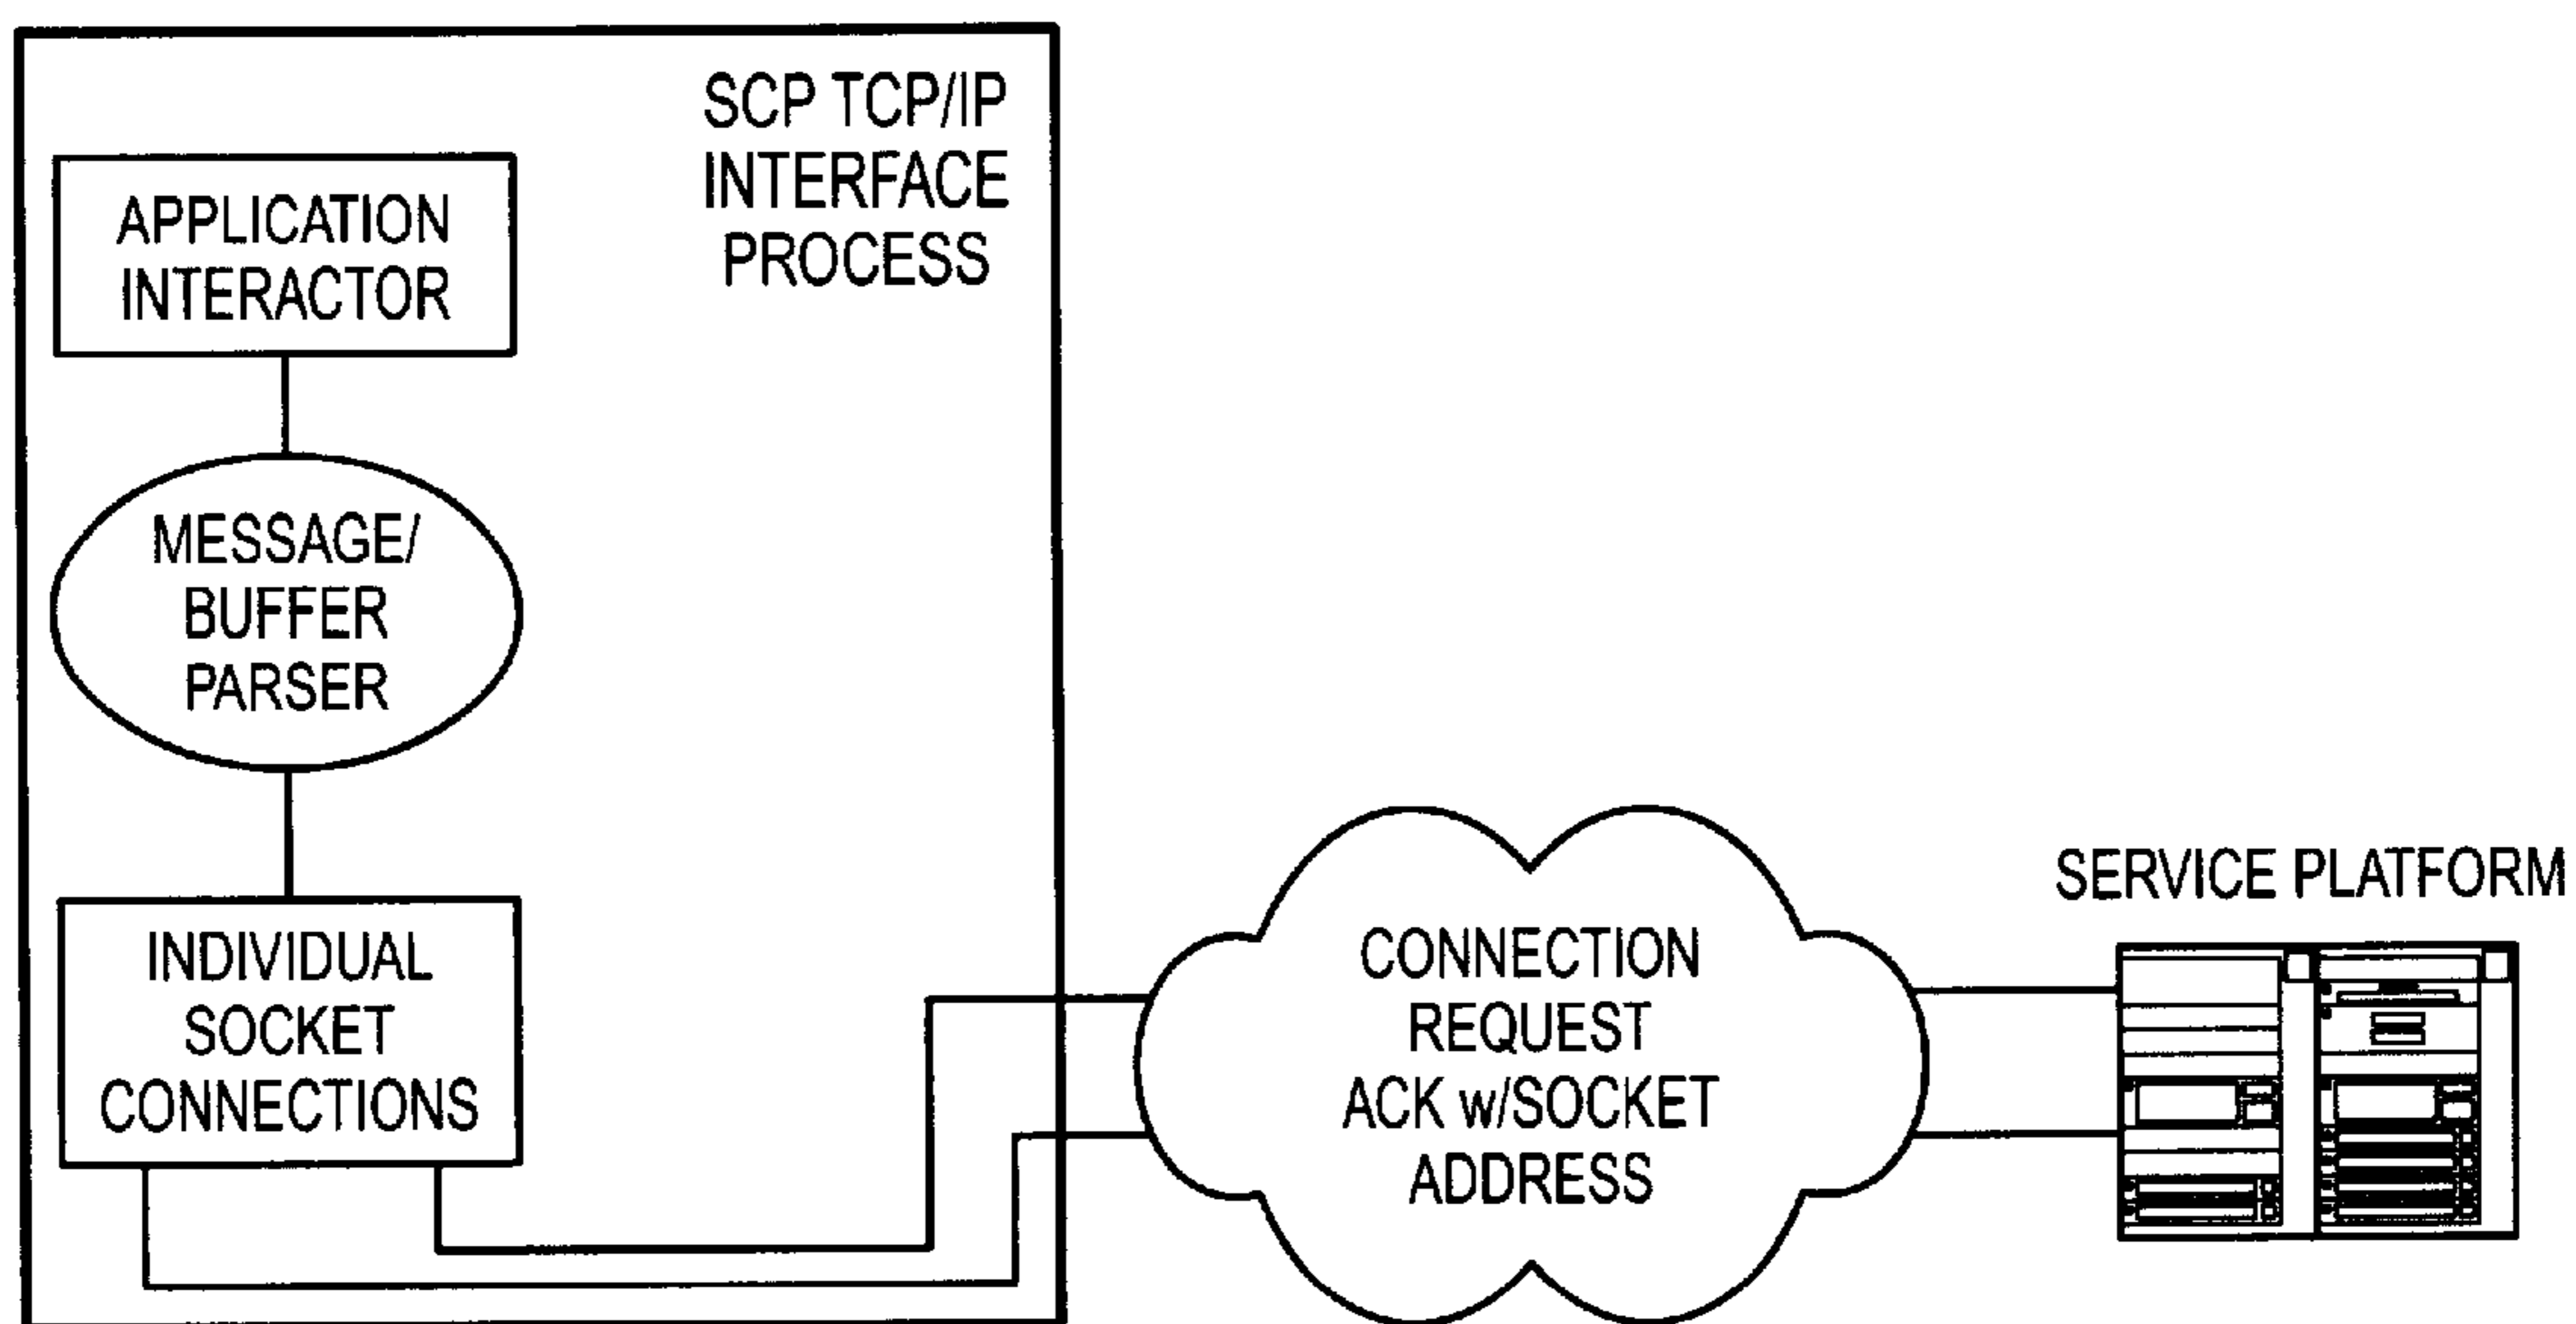 SCP TCP/IP
INTERFACE
PROCESS
APPLICATION
INTERACTOR
MESSAGE/
BUFFER
PARSER
INDIVIDUAL
SOCKET
CONNECTIONS
CONNECTION
REQUEST
ACK w/SOCKET
ADDRESS
SERVICE PLATFORM